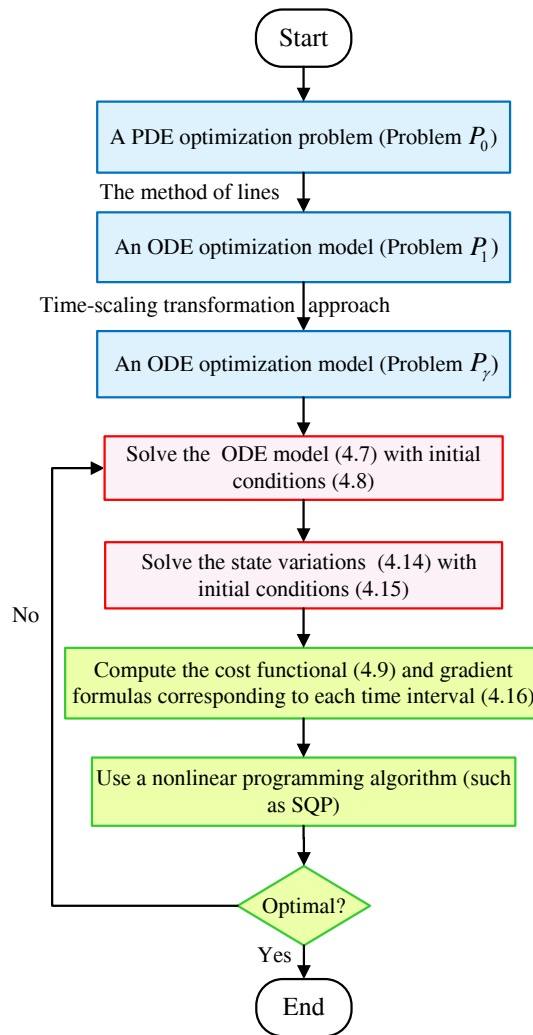 Start
A PDE optimization problem (Problem P_0)
The method of lines
An ODE optimization model (Problem P_1)
Time-scaling transformation approach
An ODE optimization model (Problem P_γ)
Solve the ODE model (4.7) with initial
conditions (4.8)
Solve the state variations (4.14) with
initial conditions (4.15)
No
Compute the cost functional (4.9) and gradient
formulas corresponding to each time interval (4.16)
Use a nonlinear programming algorithm (such
as SQP)
Optimal?
Yes
End